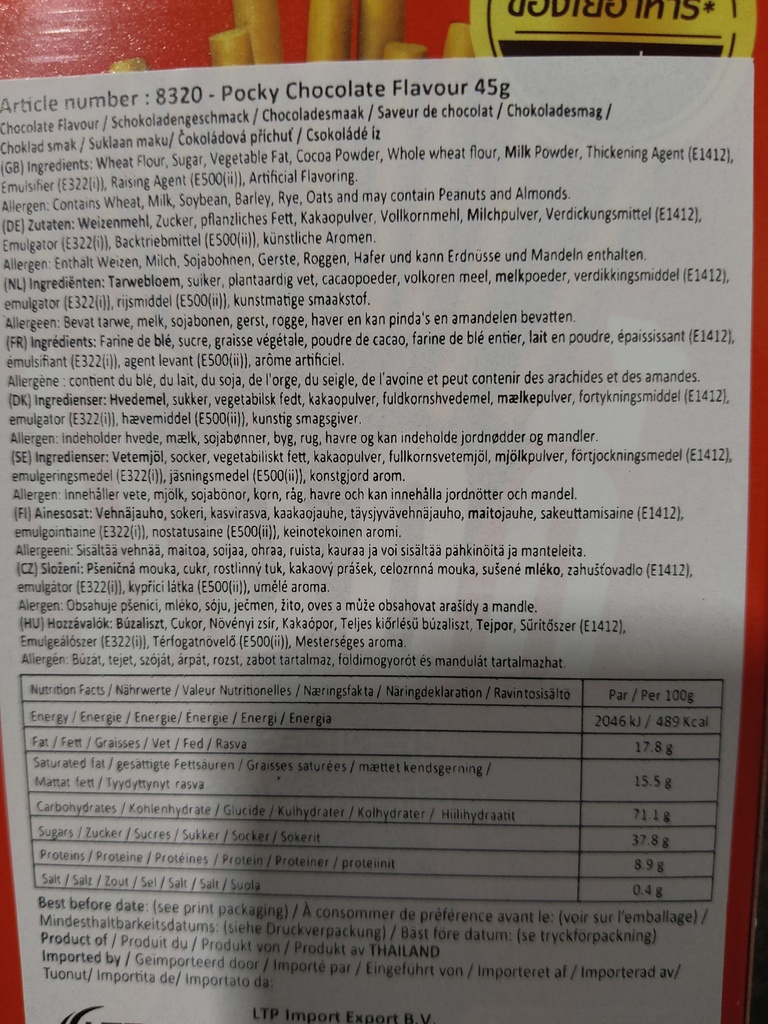 ของเยอาหาร*
Article number : 8320 - Pocky Chocolate Flavour 45g
Chocolate Flavour / Schokoladengeschmack / Chocoladesmaak / Saveur de chocolat / Chokolademag /
Choklad smak / Suklaan maku/ Čokoládová příchuť / Csokoládé íz
(GB) Ingredients: Wheat Flour, Sugar, Vegetable Fat, Cocoa Powder, Whole wheat flour, Milk Powder, Thickening Agent (E1412),
Emulsifier (E322(i)), Raising Agent (E500(ii)), Artificial Flavoring.
Allergen: Contains Wheat, Milk, Soybean, Barley, Rye, Oats and may contain Peanuts and Almonds.
(DE) Zutaten: Weizenmehl, Zucker, pflanzliches Fett, Kakaopulver, Vollkornmehl, Milchpulver, Verdickungsmittel (E1412),
Emulgator (E322(i)), Backtriebmittel (E500(ii)), künstliche Aromen.
Allergen: Enthält Weizen, Milch, Sojabohnen, Gerste, Roggen, Hafer und kann Erdnüsse und Mandeln enthalten.
(NL) Ingrediënten: Tarwebloem, suiker, plantaardig vet, cacaopoeder, volkoren meel, melkpoeder, verdikkingsmiddel (E1412),
emulgator (E322(i)), rijsmiddel (E500(ii)), kunstmatige smaakstof.
Allergeen: Bevat tarwe, melk, sojabonen, gerst, rogge, haver en kan pinda's en amandelen bevatten.
(FR) Ingrédients: Farine de blé, sucre, graisse végétale, poudre de cacao, farine de blé entier, lait en poudre, épaississant (E1412),
émulsifiant (E322(i)), agent levant (E500(ii)), arôme artificiel.
Allergène : contient du blé, du lait, du soja, de l'orge, du seigle, de l'avoine et peut contenir des arachides et des amandes.
(DK) Ingredienser: Hvedemel, sukker, vegetabilsk fedt, kakaopulver, fuldkornshvedemel, mælkepulver, fortykningsmiddel (E1412),
emulgator (E322(i)), hævemiddel (E500(ii)), kunstig smagsgiver.
Allergen: Indeholder hvede, mælk, sojabønner, byg, rug, havre og kan indeholde jordnødder og mandler.
(SE) Ingredienser: Vetemjöl, socker, vegetabiliskt fett, kakaopulver, fullkornsvetemjöl, mjölkpulver, förtjockningsmedel (E1412),
emulgeringsmedel (E322(i)), jäsningsmedel (E500(ii)), konstgjord arom.
Allergen: Innehåller vete, mjölk, sojabönor, korn, råg, havre och kan innehålla jordnötter och mandel.
(FI) Ainesosat: Vehnäjauho, sokeri, kasvirasva, kaakaojauhe, täysjyvävehnäjauho, maitojauhe, sakeuttamisaine (E1412),
emulgointiaine (E322(i)), nostatusaine (E500(ii)), keinotekoinen aromi.
Allergeeni: Sisältää vehnää, maitoa, soijaa, ohraa, ruista, kauraa ja voi sisältää pähkinöitä ja manteleita.
(CZ) Složení: Pšeničná mouka, cukr, rostlinný tuk, kakaový prášek, celozrnná mouka, sušené mléko, zahušťovadlo (E1412),
emulgátor (E322(i)), kypřicí látka (E500(ii)), umělé aroma.
Alergen: Obsahuje pšenici, mléko, sóju, ječmen, žito, oves a může obsahovat arašídy a mandle.
(HU) Hozzávalók: Búzaliszt, Cukor, Növényi zsír, Kakaópor, Teljes kiőrlésű búzaliszt, Tejpor, Sűrítőszer (E1412),
Emulgeálószer (E322(i)), Térfogatnövelő (E500(ii)), Mesterséges aroma.
Allergén: Búzát, tejet, szóját, árpát, rozst, zabot tartalmaz, földimogyorót és mandulát tartalmazhat.
Nutrition Facts / Nährwerte / Valeur Nutritionelles / Næringsfakta / Näringdeklaration / Ravintosisältö Par / Per 100g
Energy / Energie / Energie/ Énergie / Energi / Energia 2046 kJ / 489 Kcal
Fat / Fett / Graisses / Vet / Fed / Rasva 17.8 g
Saturated fat / gesättigte Fettsäuren / Graisses saturées / mættet kendsgerning /
Mättat fett / Tyydyttynyt rasva 15.5 g
Carbohydrates / Kohlenhydrate / Glucide / Kulhydrater / Kolhydrater / Hiilihydraatit 71.1 g
Sugars / Zucker / Sucres / Sukker / Socker / Sokerit 37.8 g
Proteins / Proteine / Protéines / Protein / Proteiner / proteiinit 8.9 g
Salt / Salz / Zout / Sel / Salt / Salt / Suola 0.4 g
Best before date: (see print packaging) / À consommer de préférence avant le: (voir sur l'emballage) /
Mindesthaltbarkeitsdatums: (siehe Druckverpackung) / Bäst före datum: (se tryckförpackning)
Product of / Produit du / Produkt von / Produkt av THAILAND
Imported by / Geïmporteerd door / Importé par / Eingeführt von / Importeret af / Importerad av/
Tuonut/ Importita de/ Importato da:
LTP Import Export B.V.